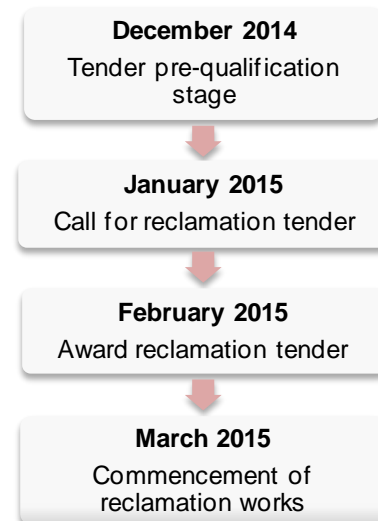 December 2014
Tender pre-qualification
stage
January 2015
Call for reclamation tender
February 2015
Award reclamation tender
March 2015
Commencement of
reclamation works